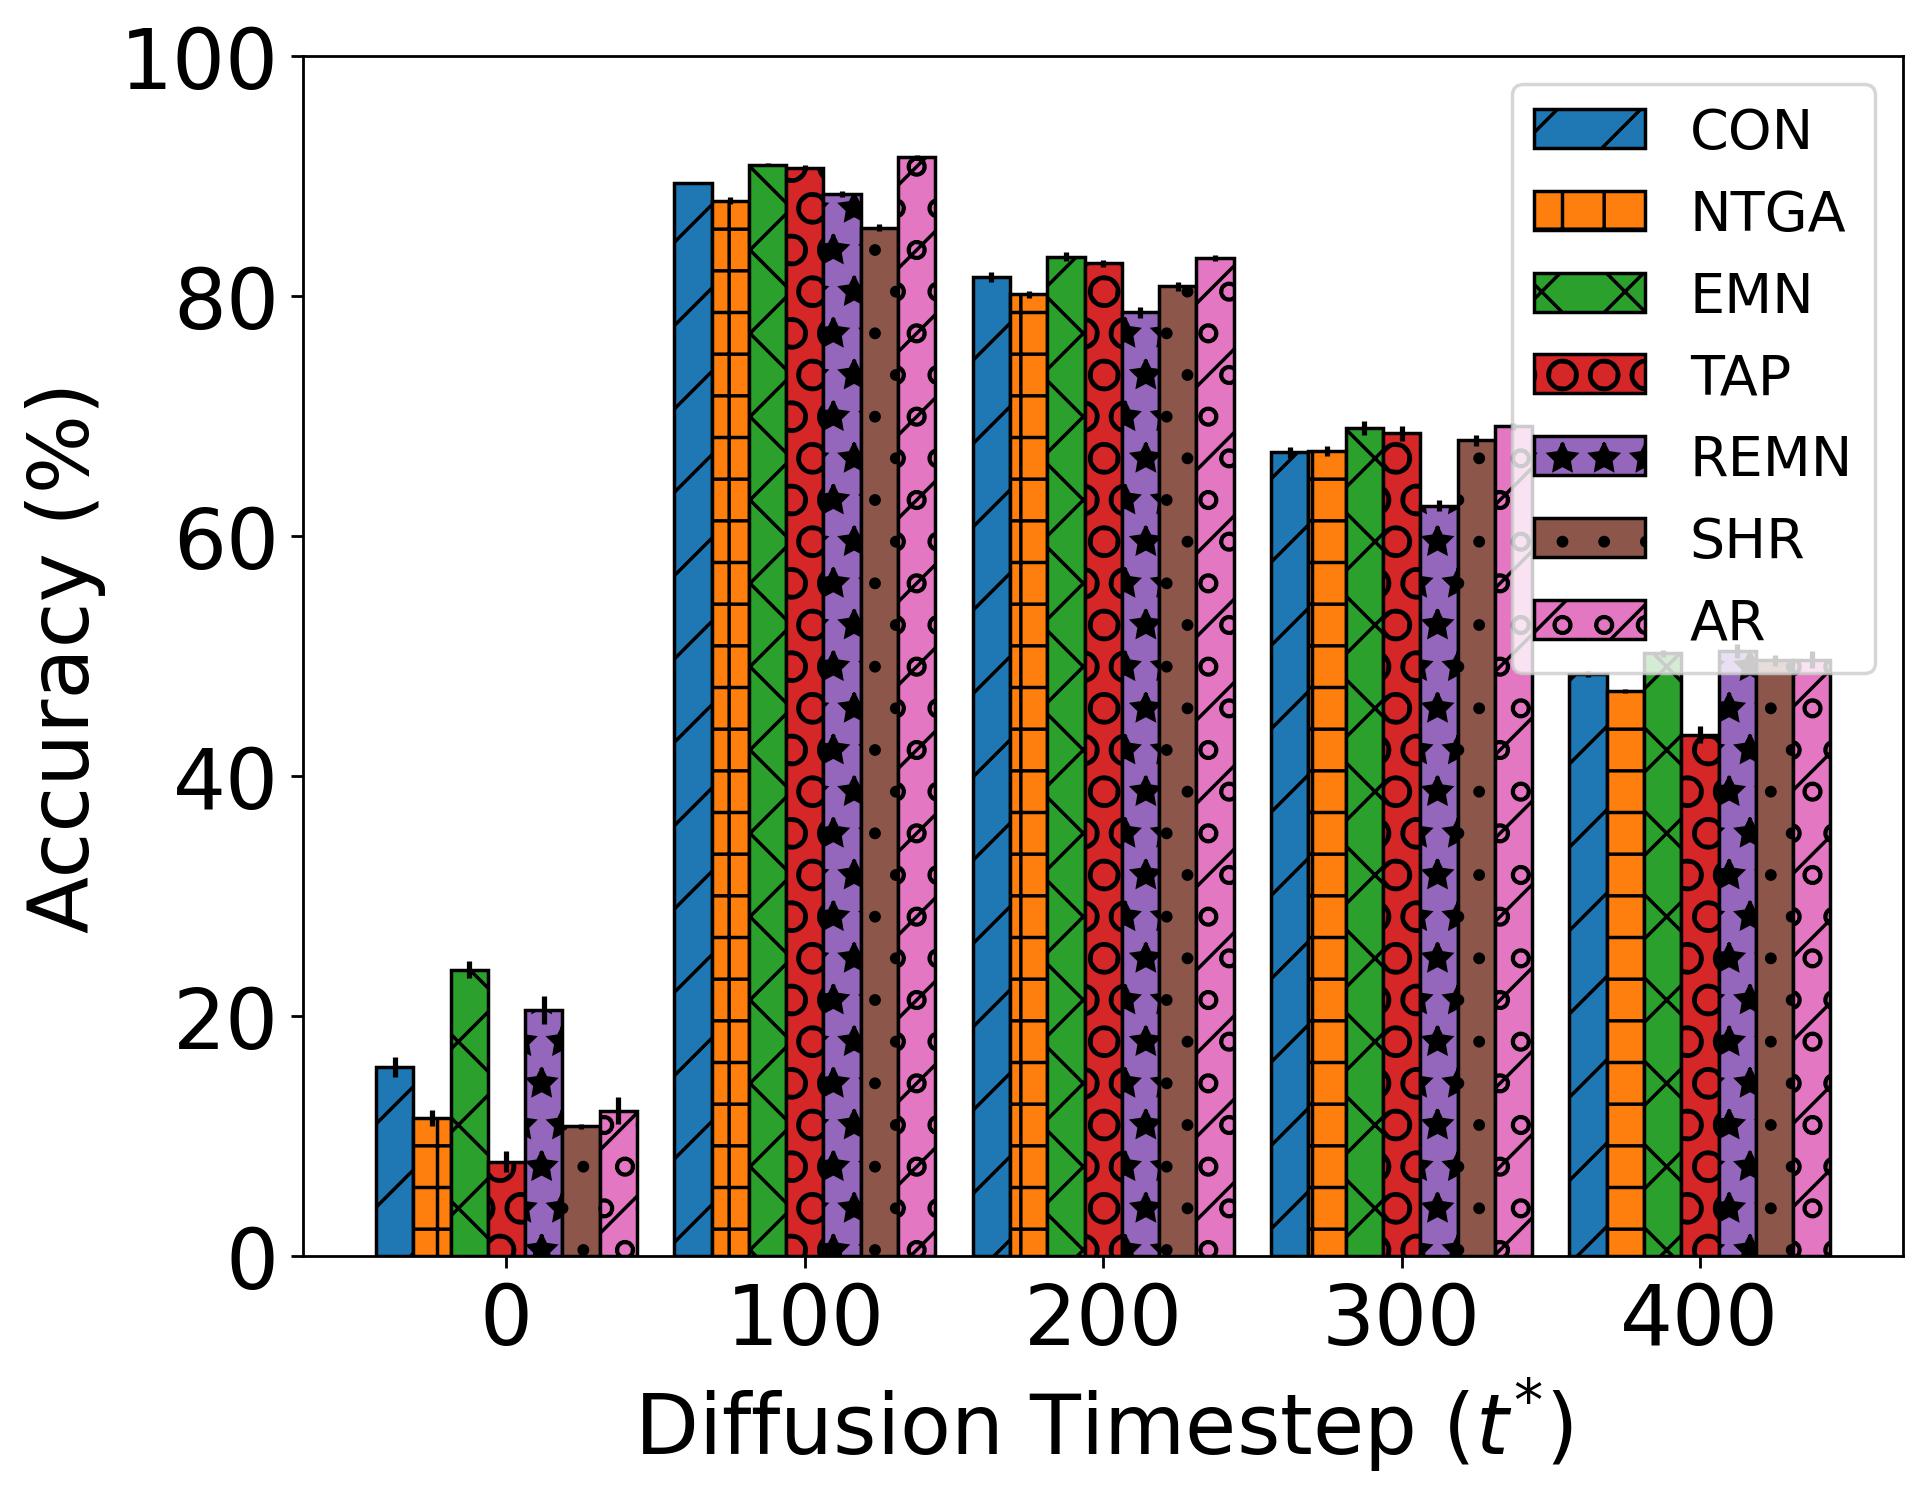 Accuracy (%)
100
80
60
40
20
0
CON
NTGA
EMN
TAP
REMN
SHR
AR
0 100 200 300 400
Diffusion Timestep (t*)